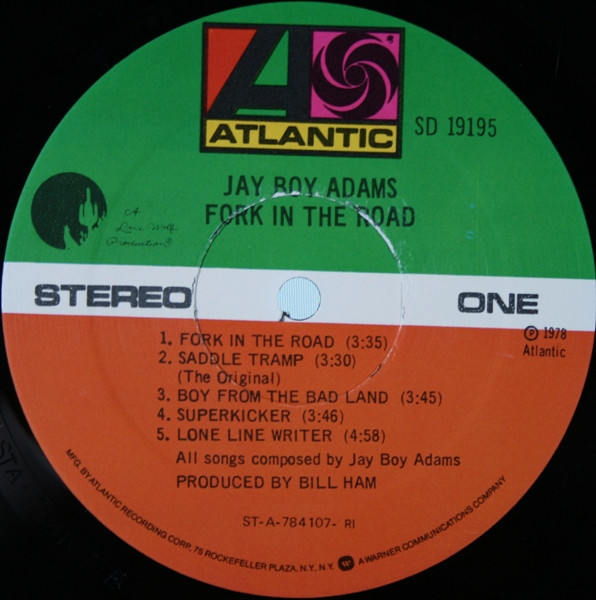 ATLANTIC
SD 19195
JAY BOY ADAMS
FORK IN THE ROAD
A
Lone Wolf
Production®
STEREO
ONE
℗ 1978
Atlantic
1. FORK IN THE ROAD (3:35)
2. SADDLE TRAMP (3:30)
(The Original)
3. BOY FROM THE BAD LAND (3:45)
4. SUPERKICKER (3:46)
5. LONE LINE WRITER (4:58)
All songs composed by Jay Boy Adams
PRODUCED BY BILL HAM
ST-A-784107- RI
MFG. BY ATLANTIC RECORDING CORP., 75 ROCKEFELLER PLAZA, N.Y., N.Y. W A WARNER COMMUNICATIONS COMPANY